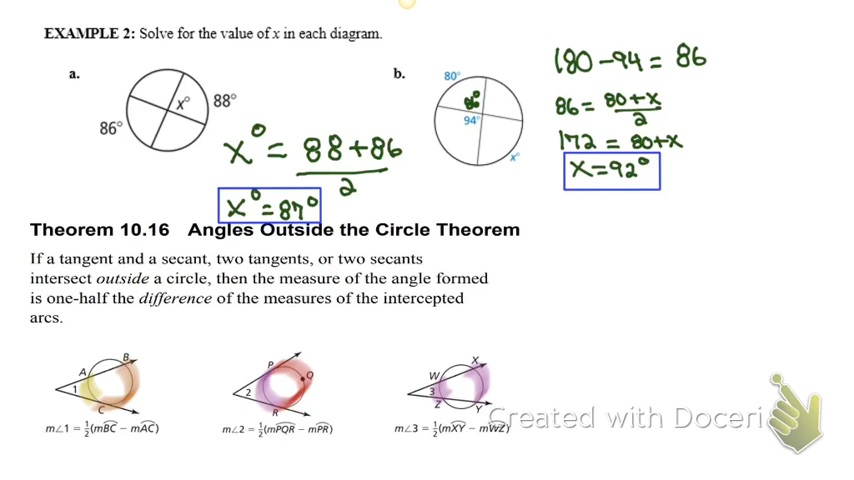 EXAMPLE 2: Solve for the value of x in each diagram.
a.
x°
88°
86°
x° = 88 + 86
2
x° = 87°
b.
80°
86°
94°
x°
180 - 94 = 86
86 = 80 + x
2
172 = 80 + x
x = 92°
Theorem 10.16 Angles Outside the Circle Theorem
If a tangent and a secant, two tangents, or two secants
intersect outside a circle, then the measure of the angle formed
is one-half the difference of the measures of the intercepted
arcs.
A
B
1
C
m∠1 = ½(mBC – mAC)
P
Q
2
R
m∠2 = ½(mPQR – mPR)
W
X
3
Z
Y
m∠3 = ½(mXY – mWZ)
Created with Doceri